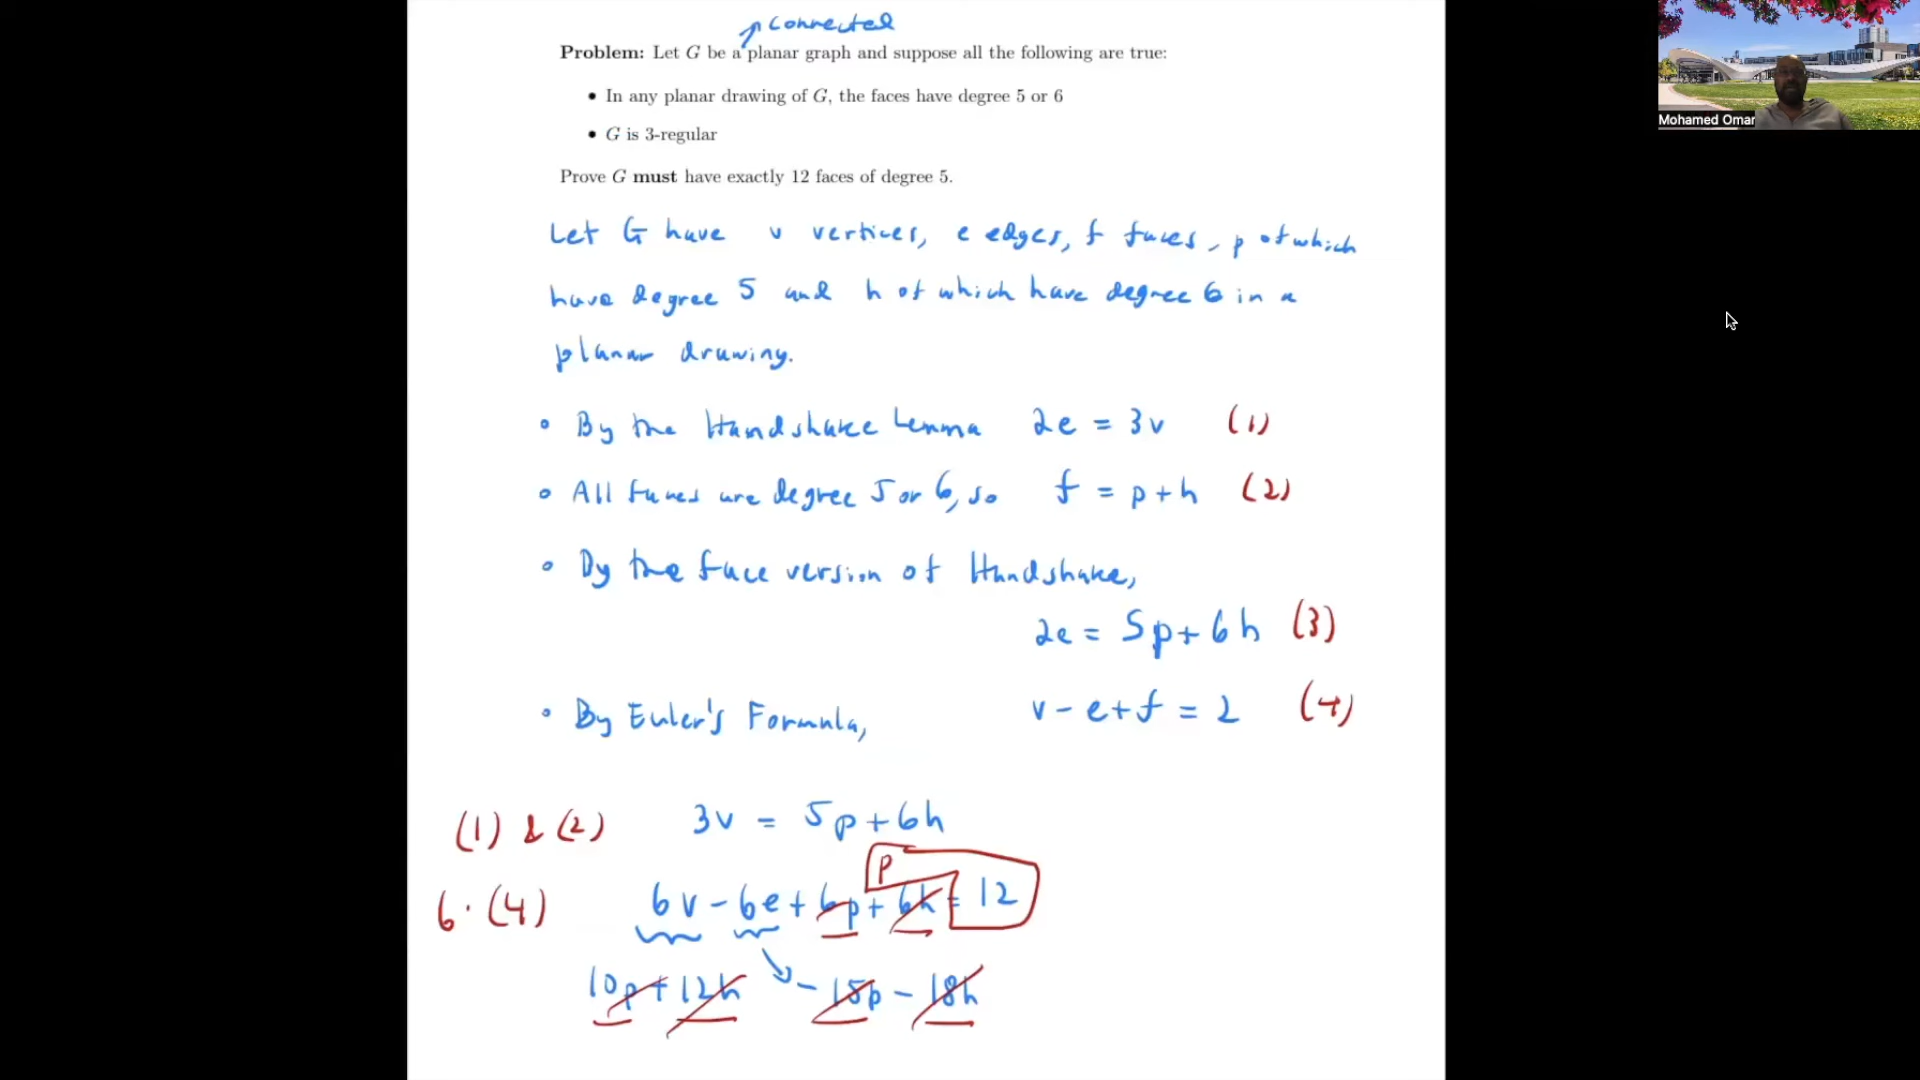 connected
Problem: Let G be a planar graph and suppose all the following are true:
• In any planar drawing of G, the faces have degree 5 or 6
• G is 3-regular
Prove G must have exactly 12 faces of degree 5.
Let G have v vertices, e edges, f faces, p of which
have degree 5 and h of which have degree 6 in a
planar drawing.
• By the Handshake Lemma 2e = 3v (1)
• All faces are degree 5 or 6, so f = p + h (2)
• By the face version of Handshake,
2e = 5p + 6h (3)
• By Euler's Formula, v - e + f = 2 (4)
(1) & (2) 3v = 5p + 6h
p
6 · (4) 6v - 6e + 6p + 6h = 12
10p + 12h - 15p - 18h
Mohamed Omar